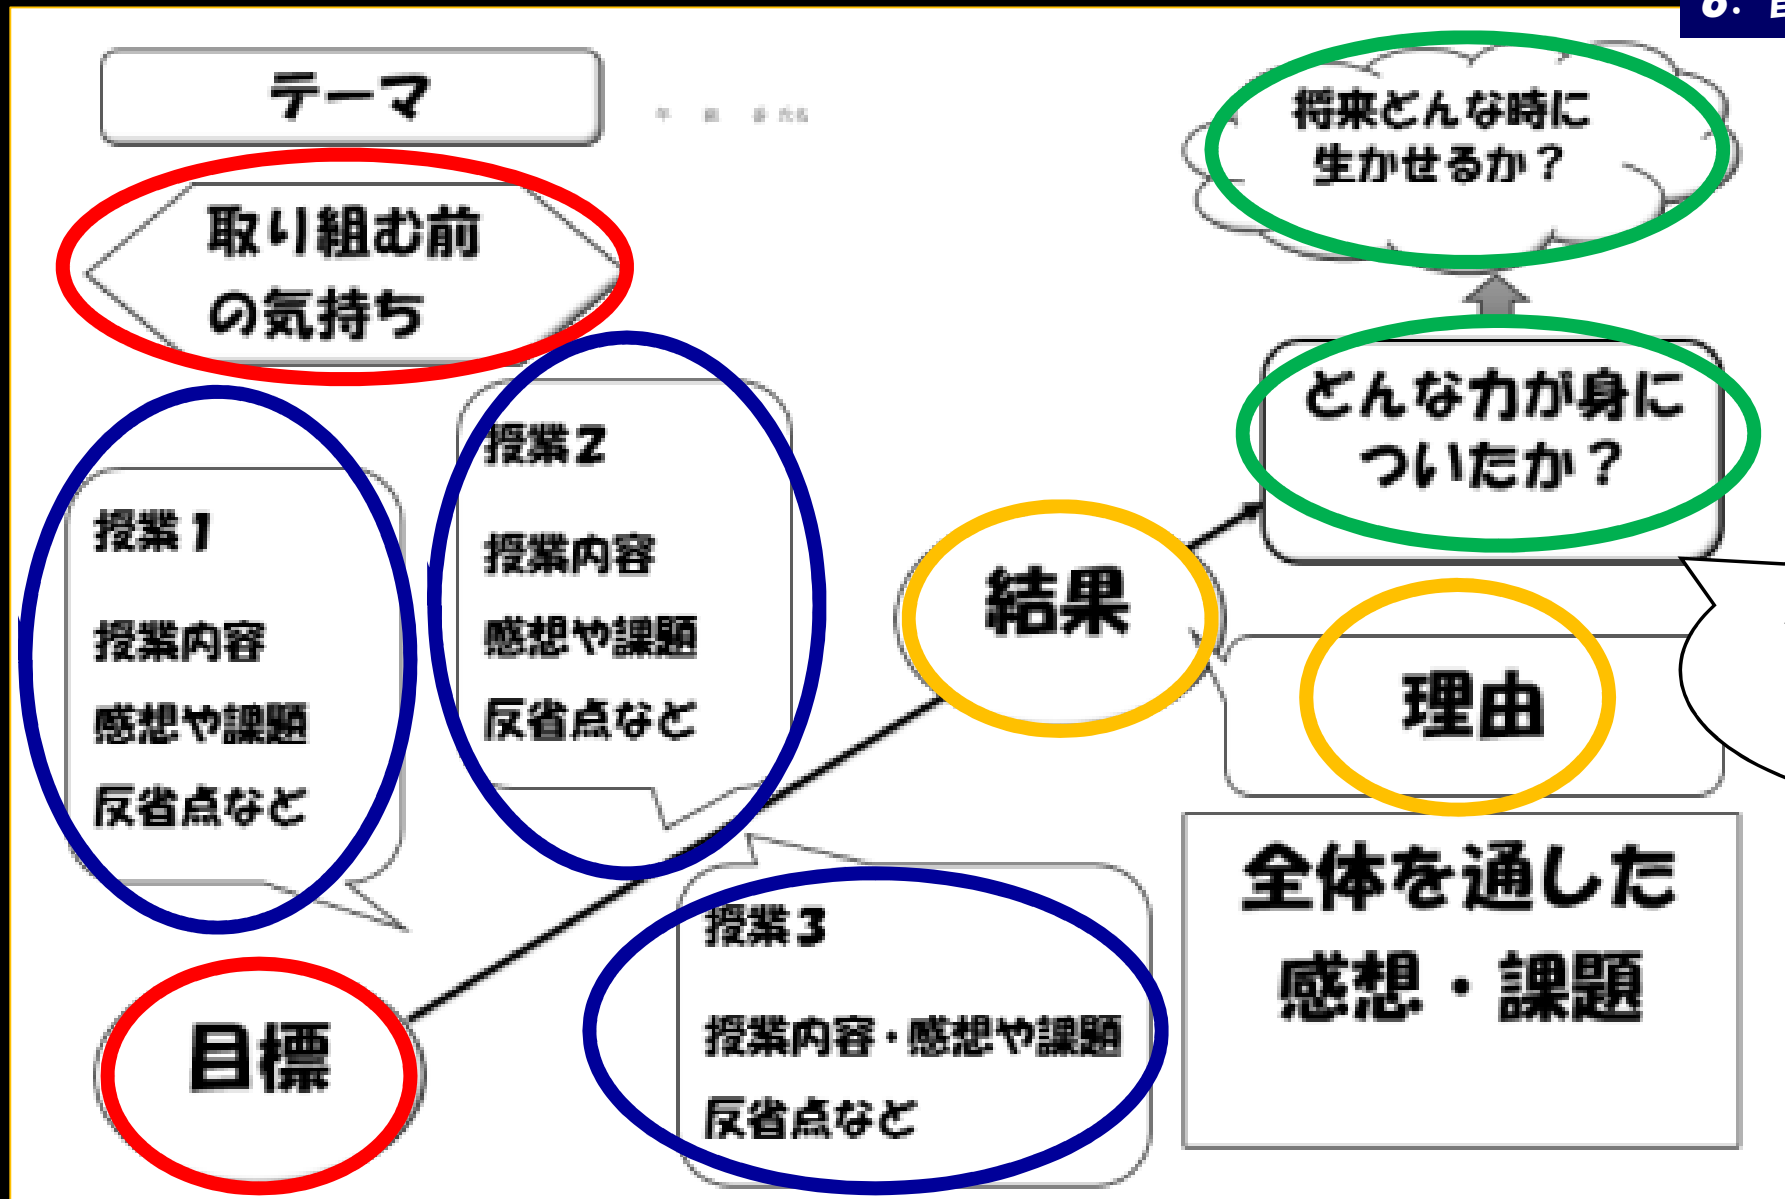 テーマ
年 組 番 氏名
取り組む前
の気持ち
授業1
授業内容
感想や課題
反省点など
授業2
授業内容
感想や課題
反省点など
授業3
授業内容・感想や課題
反省点など
目標
結果
理由
どんな力が身に
ついたか？
将来どんな時に
生かせるか？
全体を通した
感想・課題